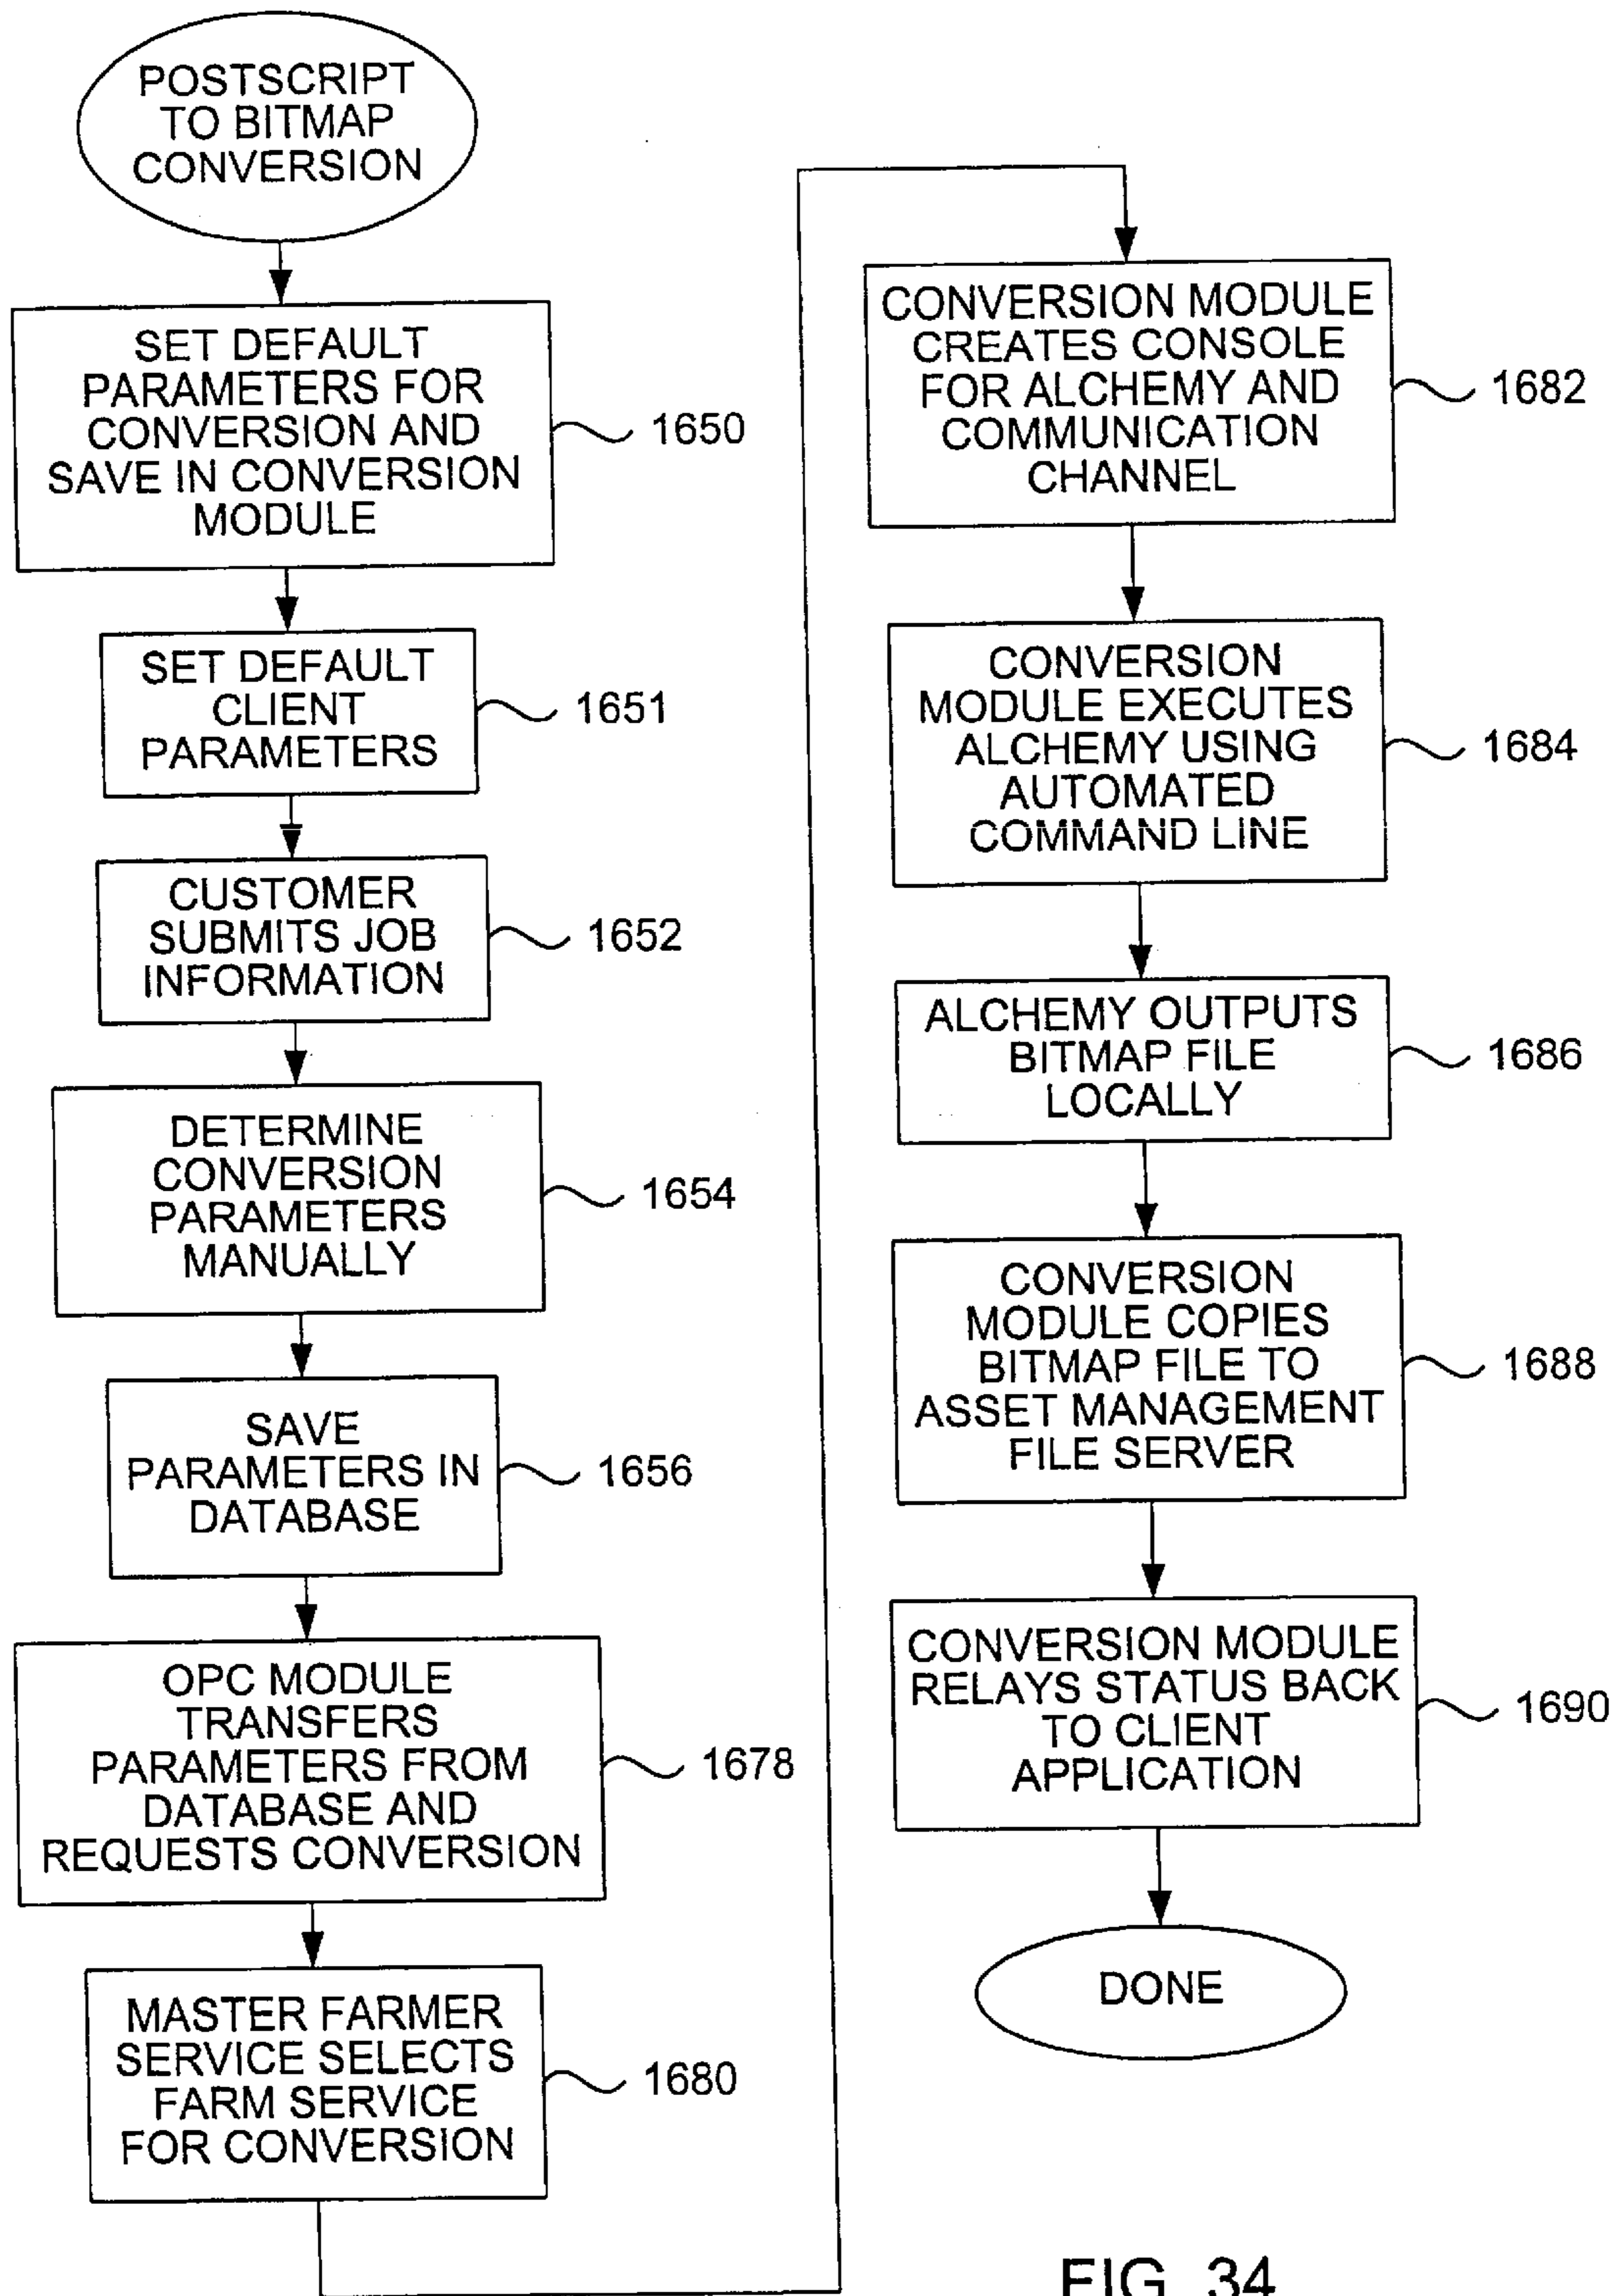 POSTSCRIPT
TO BITMAP
CONVERSION
SET DEFAULT
PARAMETERS FOR
CONVERSION AND
SAVE IN CONVERSION
MODULE
1650
SET DEFAULT
CLIENT
PARAMETERS
1651
CUSTOMER
SUBMITS JOB
INFORMATION
1652
DETERMINE
CONVERSION
PARAMETERS
MANUALLY
1654
SAVE
PARAMETERS IN
DATABASE
1656
OPC MODULE
TRANSFERS
PARAMETERS FROM
DATABASE AND
REQUESTS CONVERSION
1678
MASTER FARMER
SERVICE SELECTS
FARM SERVICE
FOR CONVERSION
1680
CONVERSION MODULE
CREATES CONSOLE
FOR ALCHEMY AND
COMMUNICATION
CHANNEL
1682
CONVERSION
MODULE EXECUTES
ALCHEMY USING
AUTOMATED
COMMAND LINE
1684
ALCHEMY OUTPUTS
BITMAP FILE
LOCALLY
1686
CONVERSION
MODULE COPIES
BITMAP FILE TO
ASSET MANAGEMENT
FILE SERVER
1688
CONVERSION MODULE
RELAYS STATUS BACK
TO CLIENT
APPLICATION
1690
DONE
FIG. 34